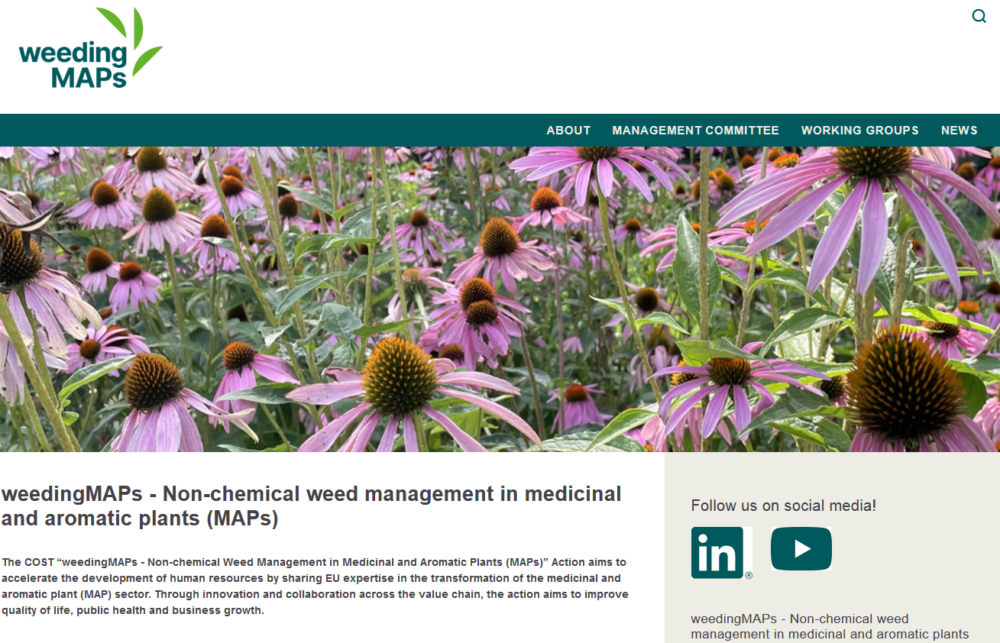 weeding
MAPs
ABOUT MANAGEMENT COMMITTEE WORKING GROUPS NEWS
weedingMAPs - Non-chemical weed management in medicinal
and aromatic plants (MAPs)
The COST “weedingMAPs - Non-chemical Weed Management in Medicinal and Aromatic Plants (MAPs)” Action aims to
accelerate the development of human resources by sharing EU expertise in the transformation of the medicinal and
aromatic plant (MAP) sector. Through innovation and collaboration across the value chain, the action aims to improve
quality of life, public health and business growth.
Follow us on social media!
in®
weedingMAPs - Non-chemical weed
management in medicinal and aromatic plants